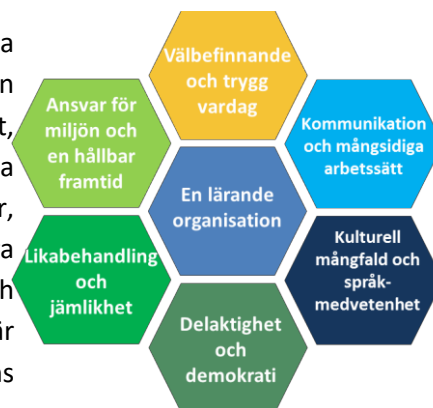 Välbefinnande
och trygg
vardag
Ansvar för
miljön och
en hållbar
framtid
Kommunikation
och mångsidiga
arbetssätt
En lärande
organisation
Likabehandling
och
jämlikhet
Kulturell
mångfald och
språk-
medvetenhet
Delaktighet
och
demokrati